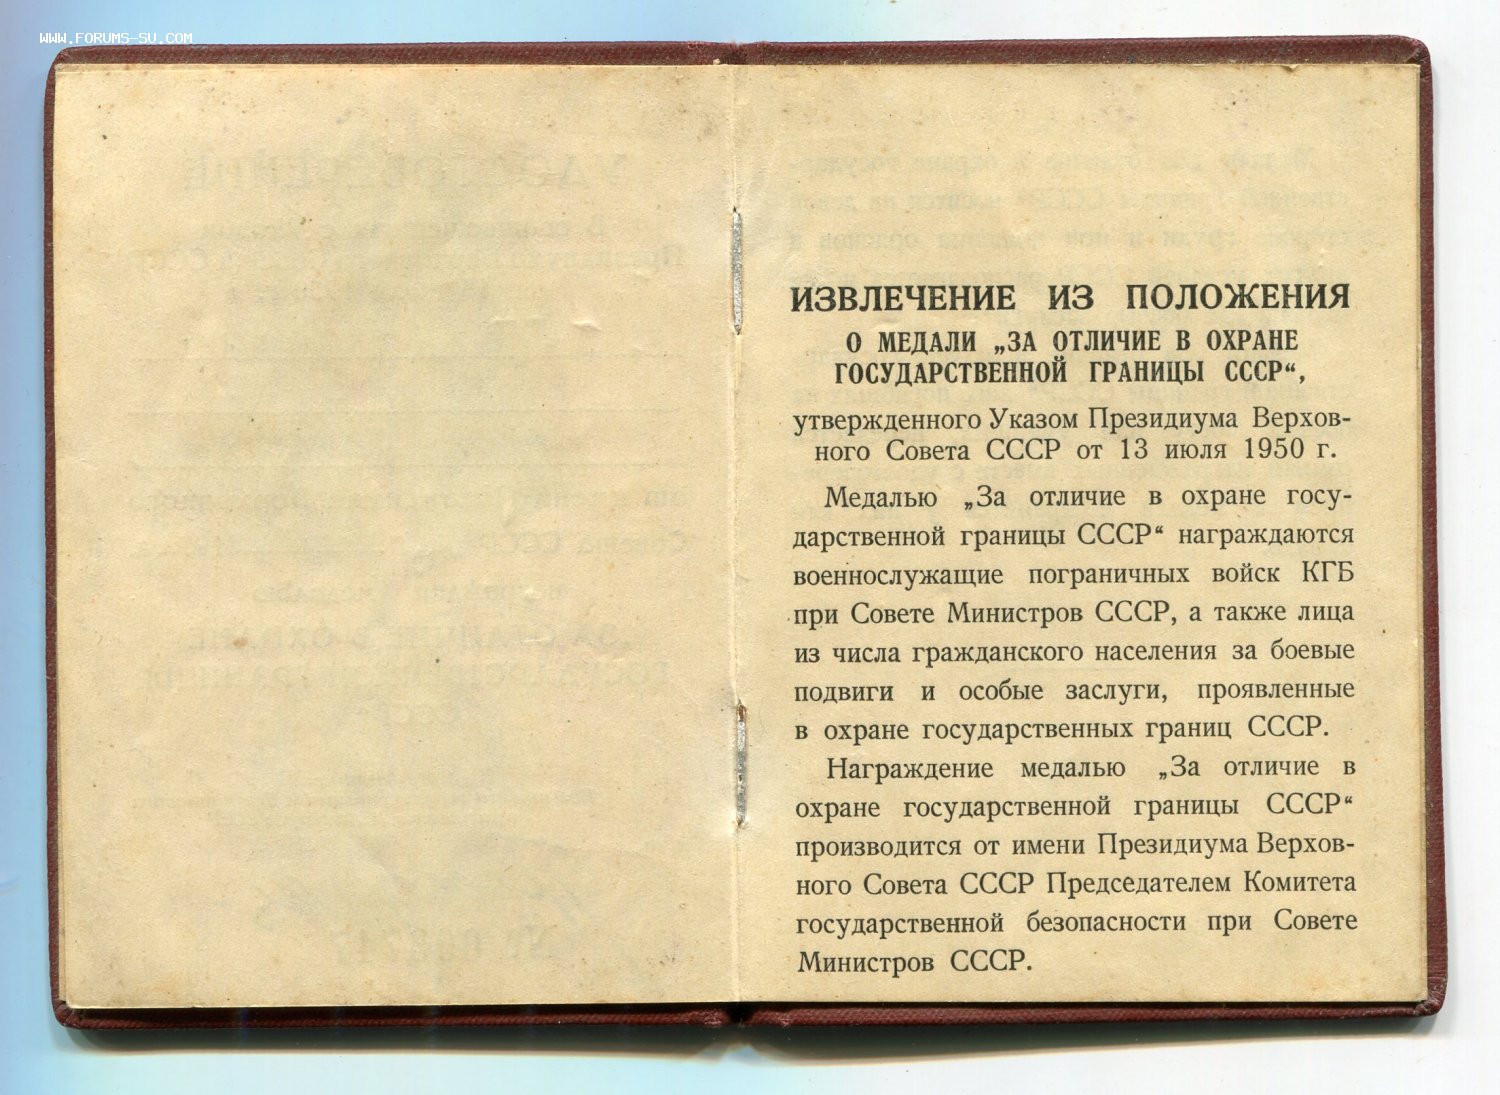 WWW.FORUMS-SU.COM
ИЗВЛЕЧЕНИЕ ИЗ ПОЛОЖЕНИЯ
О МЕДАЛИ „ЗА ОТЛИЧИЕ В ОХРАНЕ
ГОСУДАРСТВЕННОЙ ГРАНИЦЫ СССР“,
утвержденного Указом Президиума Верхов-
ного Совета СССР от 13 июля 1950 г.
Медалью „За отличие в охране госу-
дарственной границы СССР“ награждаются
военнослужащие пограничных войск КГБ
при Совете Министров СССР, а также лица
из числа гражданского населения за боевые
подвиги и особые заслуги, проявленные
в охране государственных границ СССР.
Награждение медалью „За отличие в
охране государственной границы СССР“
производится от имени Президиума Верхов-
ного Совета СССР Председателем Комитета
государственной безопасности при Совете
Министров СССР.